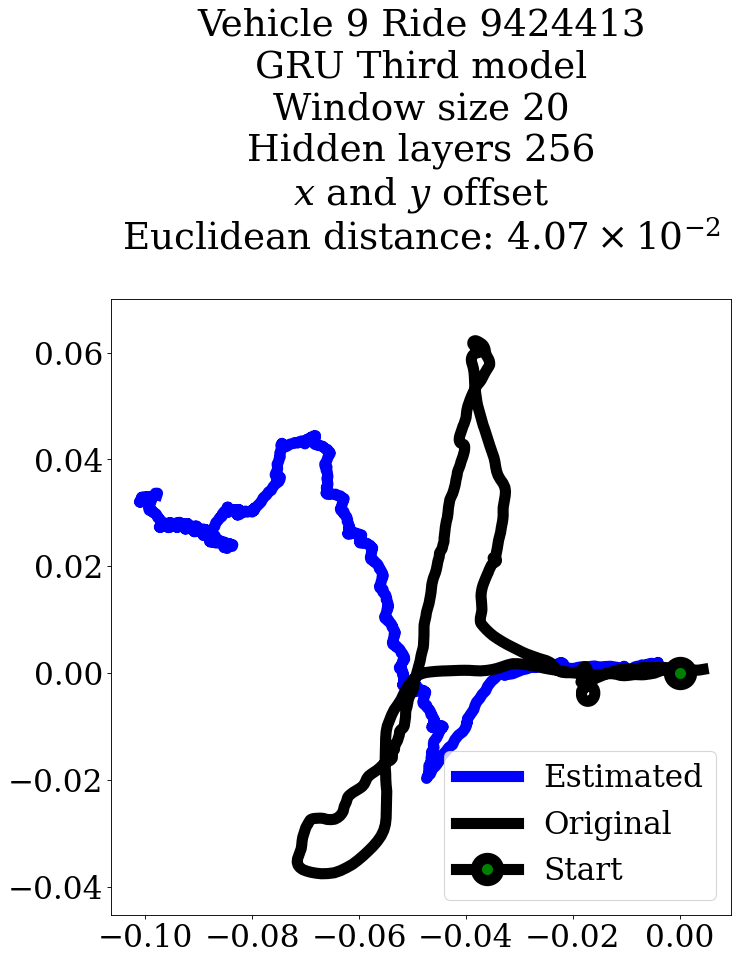 Vehicle 9 Ride 9424413
GRU Third model
Window size 20
Hidden layers 256
x and y offset
Euclidean distance: 4.07 × 10⁻²
0.06
0.04
0.02
0.00
−0.02
−0.04
Estimated
Original
Start
−0.10 −0.08 −0.06 −0.04 −0.02 0.00